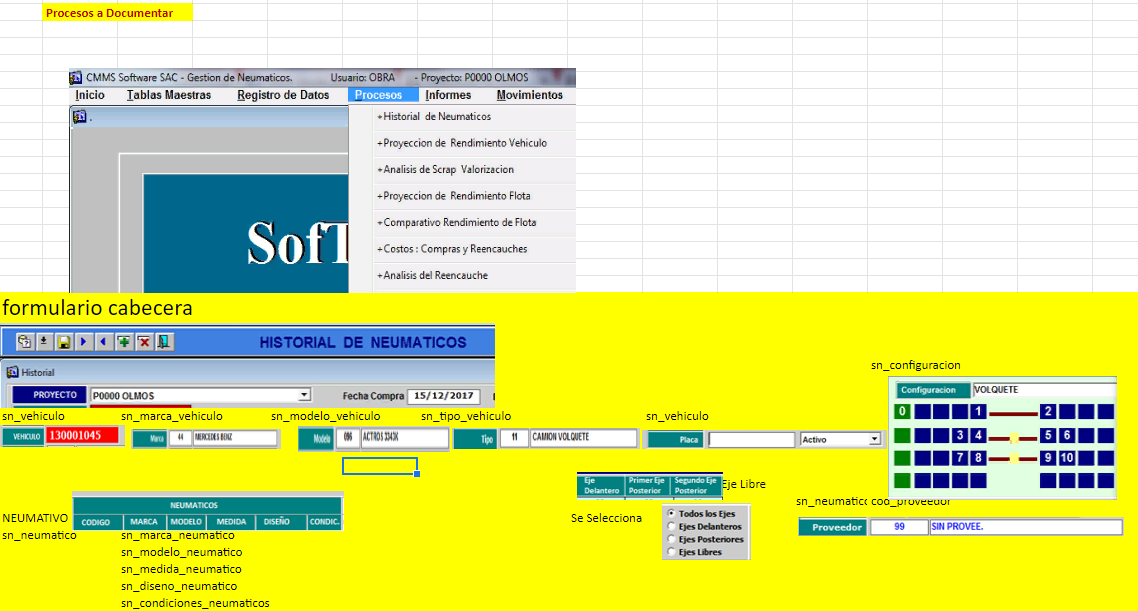 Procesos a Documentar
CMMS Software SAC - Gestion de Neumaticos. Usuario: OBRA - Proyecto: P0000 OLMOS
Inicio Tablas Maestras Registro de Datos Procesos Informes Movimientos
+Historial de Neumaticos
+Proyeccion de Rendimiento Vehiculo
+Analisis de Scrap Valorizacion
+Proyeccion de Rendimiento Flota
+Comparativo Rendimiento de Flota
+Costos : Compras y Reencauches
+Analisis del Reencauche
SofT
formulario cabecera
HISTORIAL DE NEUMATICOS
Historial
PROYECTO P0000 OLMOS Fecha Compra 15/12/2017
sn_vehiculo sn_marca_vehiculo sn_modelo_vehiculo sn_tipo_vehiculo sn_vehiculo
VEHICULO 130001045 Marca 44 MERCEDES BENZ Modelo 086 ACTROS 3343K Tipo 11 CAMION VOLQUETE Placa Activo
sn_configuracion
Configuracion VOLQUETE
0 1 2
3 4 5 6
7 8 9 10
NEUMATICOS
CODIGO MARCA MODELO MEDIDA DISEÑO CONDIC.
NEUMATIVO
sn_neumatico
sn_marca_neumatico
sn_modelo_neumatico
sn_medida_neumatico
sn_diseno_neumatico
sn_condiciones_neumaticos
Eje Delantero Primer Eje Posterior Segundo Eje Posterior Eje Libre
Se Selecciona
Todos los Ejes
Ejes Delanteros
Ejes Posteriores
Ejes Libres
sn_neumatico cod_proveedor
Proveedor 99 SIN PROVEE.